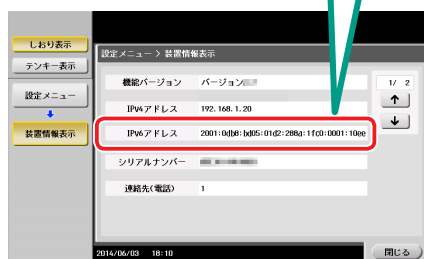 しおり表示
テンキー表示
設定メニュー
装置情報表示
設定メニュー > 装置情報表示
機能バージョン バージョン
IPv4アドレス 192.168.1.20
IPv6アドレス 2001:0db8:bd05:01d2:288a:1fc0:0001:10ee
シリアルナンバー
連絡先(電話) 1
1/ 2
2014/06/03 18:10
閉じる